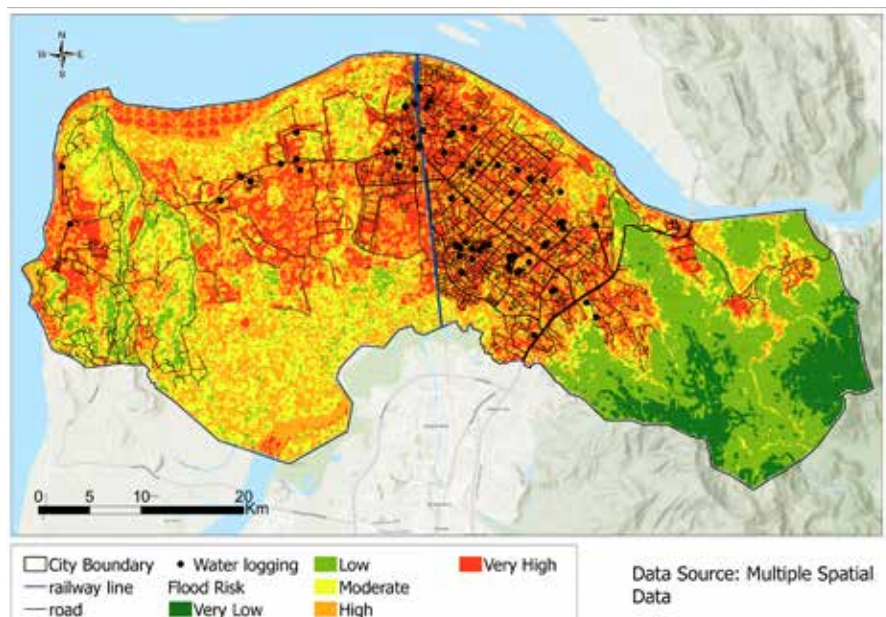 N
W E
S
0 5 10 20
Km
City Boundary Water logging Low Very High
railway line Flood Risk Moderate
road Very Low High
Data Source: Multiple Spatial
Data